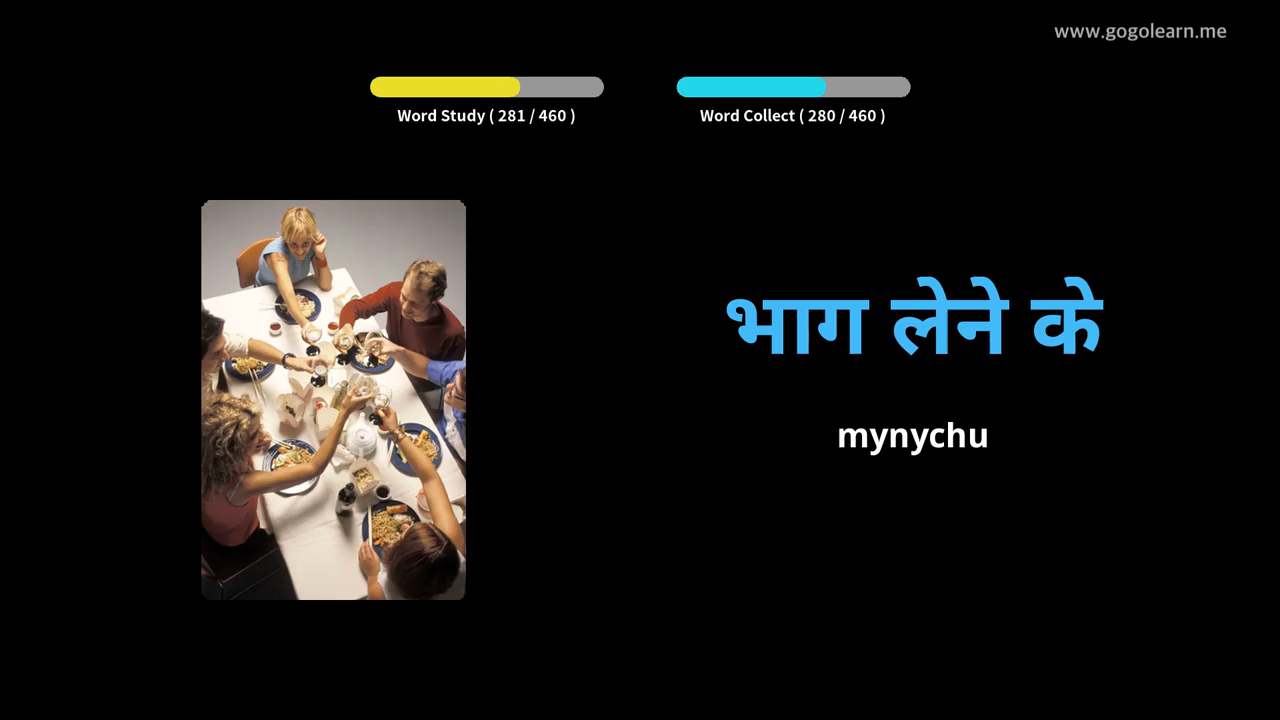 www.gogolearn.me
Word Study ( 281 / 460 )
Word Collect ( 280 / 460 )
भाग लेने के
mynychu